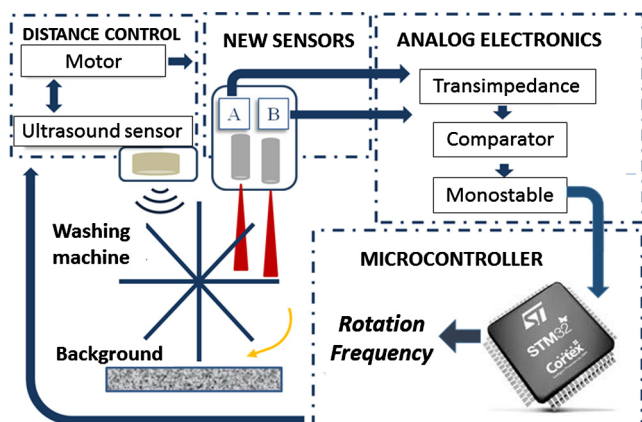 DISTANCE CONTROL
Motor
Ultrasound sensor
NEW SENSORS
A
B
ANALOG ELECTRONICS
Transimpedance
Comparator
Monostable
Washing
machine
Background
MICROCONTROLLER
Rotation
Frequency
ST
STM32
Cortex